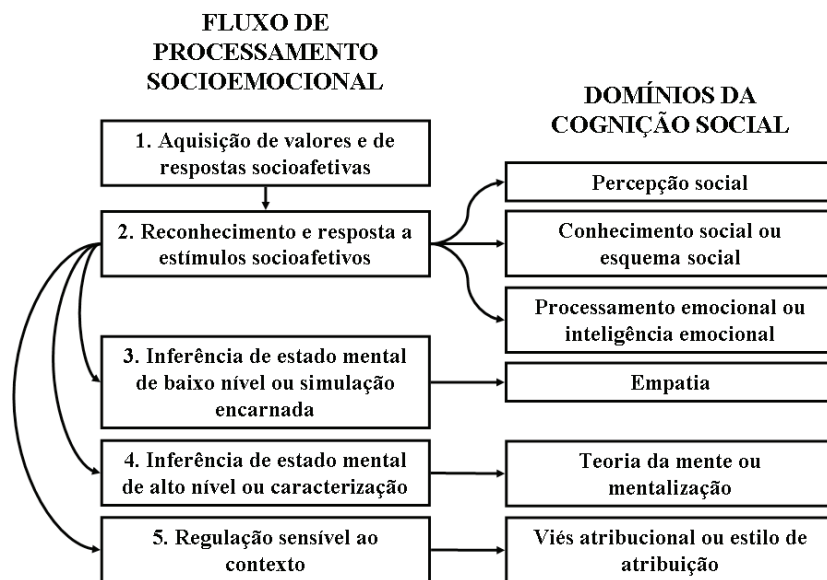 FLUXO DE
PROCESSAMENTO
SOCIOEMOCIONAL
1. Aquisição de valores e de
respostas socioafetivas
2. Reconhecimento e resposta a
estímulos socioafetivos
3. Inferência de estado mental
de baixo nível ou simulação
encarnada
4. Inferência de estado mental
de alto nível ou caracterização
5. Regulação sensível ao
contexto
DOMÍNIOS DA
COGNIÇÃO SOCIAL
Percepção social
Conhecimento social ou
esquema social
Processamento emocional ou
inteligência emocional
Empatia
Teoria da mente ou
mentalização
Viés atribucional ou estilo de
atribuição